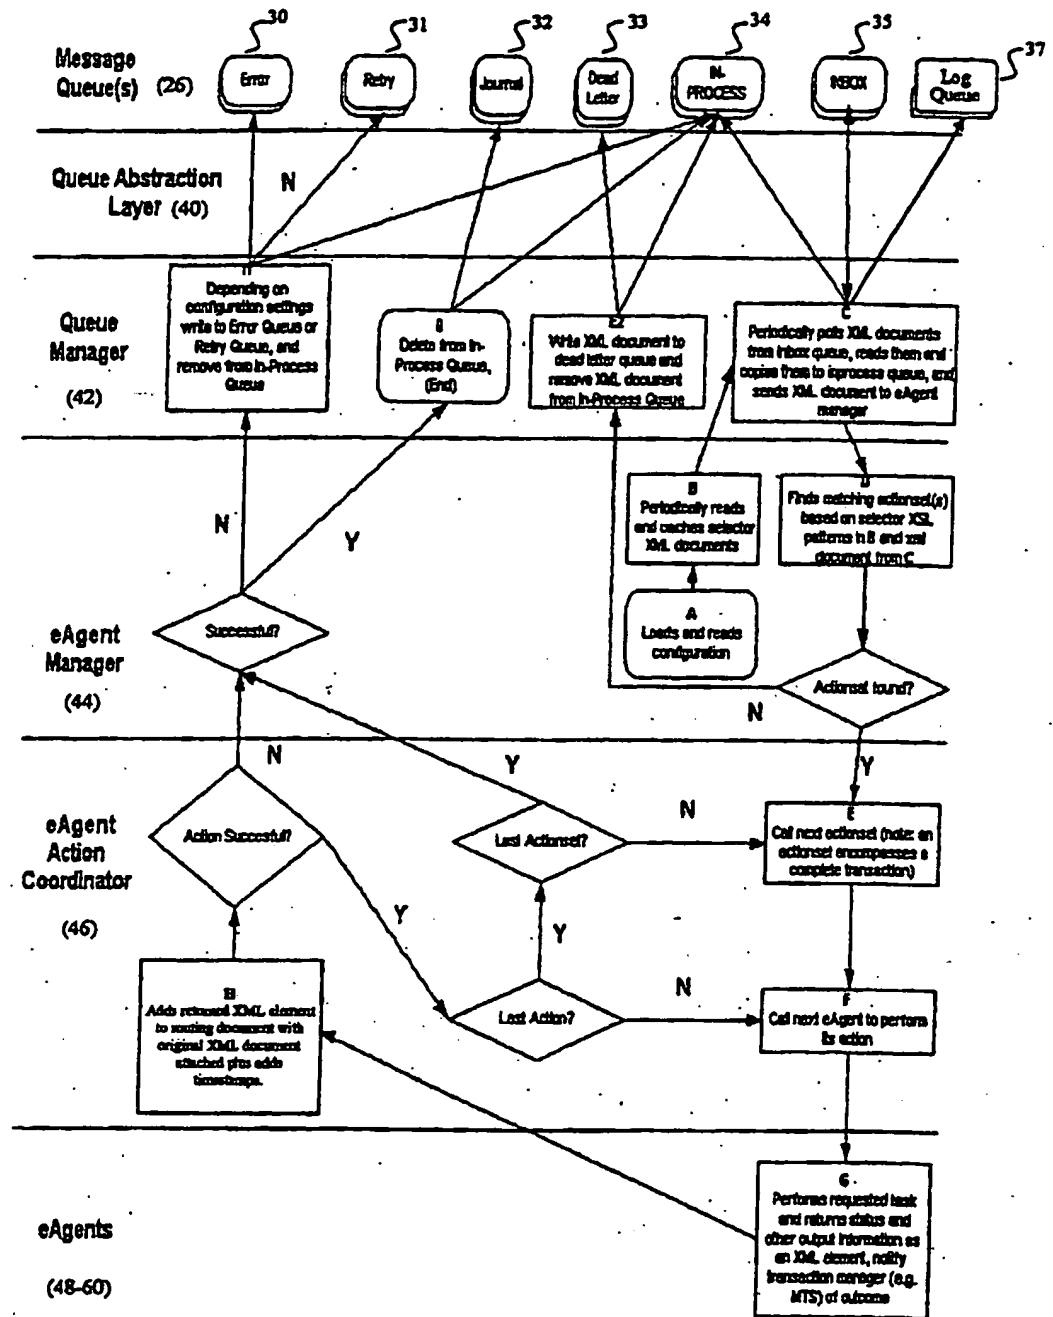 30
31
32
33
34
35
37
Message
Queue(s) (26)
Error
Retry
Journal
Dead
Letter
IN-
PROCESS
INBOX
Log
Queue
Queue Abstraction
Layer (40)
N
Queue
Manager
(42)
Depending on
configuration settings
write to Error Queue or
Retry Queue, and
remove from In-Process
Queue
Delete from In-
Process Queue,
(End)
E2
Write XML document to
dead letter queue and
remove XML document
from In-Process Queue
C
Periodically polls XML documents
from inbox queue, reads them and
copies them to inprocess queue, and
sends XML document to eAgent
manager
N
Y
B
Periodically reads
and caches selector
XML documents
D
Finds matching actionset(s)
based on selector XSL
patterns in B and xml
document from C
A
Loads and reads
configuration
eAgent
Manager
(44)
Successful?
Actionset found?
N
N
Y
Y
eAgent
Action
Coordinator
(46)
Action Succesful?
Last Actionset?
N
E
Call next actionset (note: an
actionset encompasses a
complete transaction)
Y
Y
H
Adds returned XML element
to routing document with
original XML document
attached plus adds
timestamps.
Last Action?
N
F
Call next eAgent to perform
its action
eAgents
(48-60)
G
Performs requested task
and returns status and
other output information as
an XML element, notify
transaction manager (e.g.
MTS) of outcome